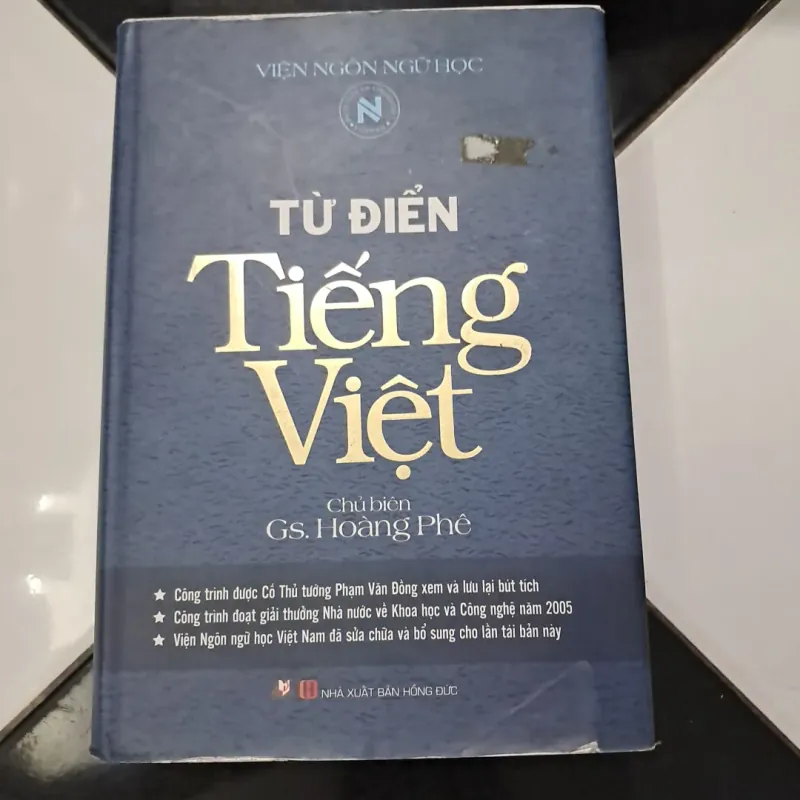 VIỆN NGÔN NGỮ HỌC
TỪ ĐIỂN
Tiếng
Việt
Chủ biên
Gs. Hoàng Phê
★ Công trình được Cố Thủ tướng Phạm Văn Đồng xem và lưu lại bút tích
★ Công trình đoạt giải thưởng Nhà nước về Khoa học và Công nghệ năm 2005
★ Viện Ngôn ngữ học Việt Nam đã sửa chữa và bổ sung cho lần tái bản này
NHÀ XUẤT BẢN HỒNG ĐỨC